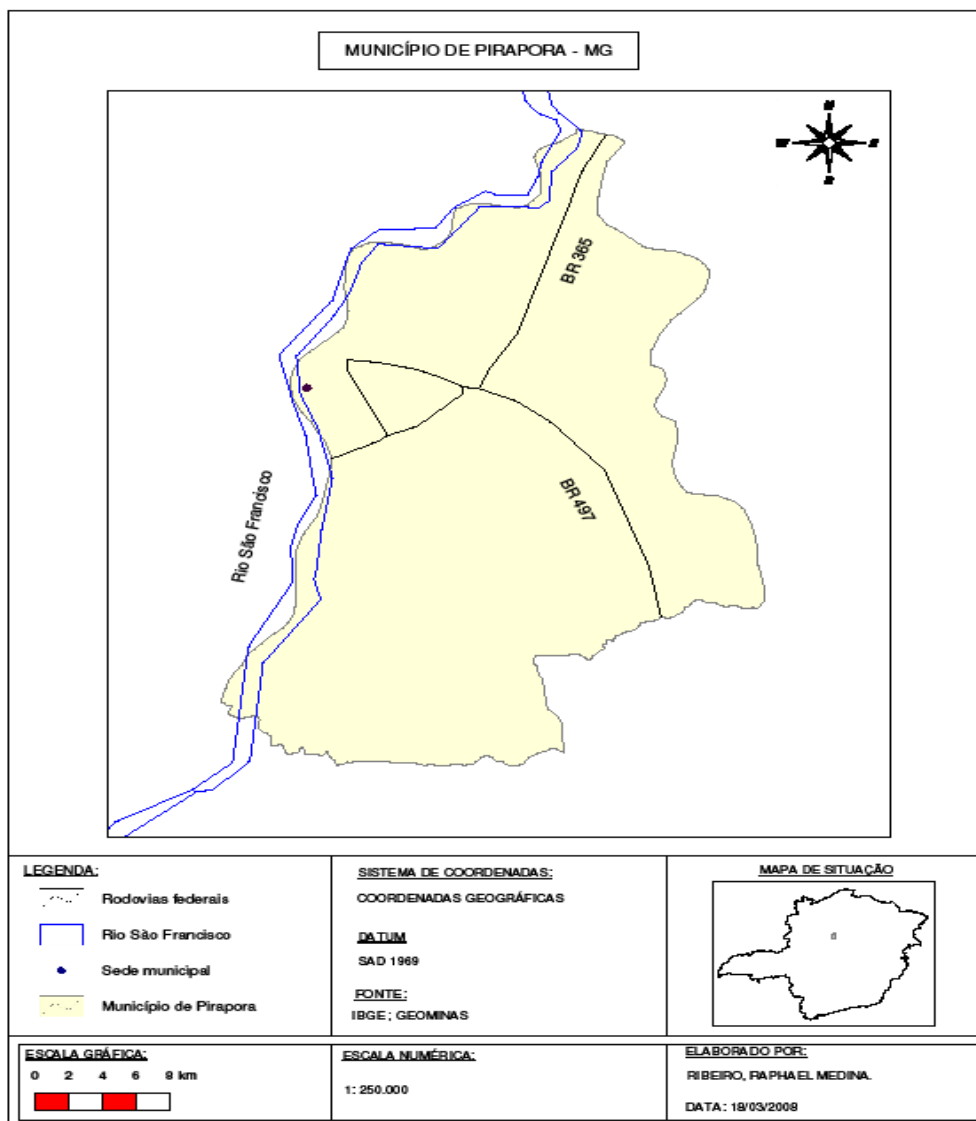 MUNICÍPIO DE PIRAPORA - MG
N
W
E
S
BR 365
BR 497
Rio São Francisco
LEGENDA:
Rodovias federais
Rio São Francisco
Sede municipal
Município de Pirapora
SISTEMA DE COORDENADAS:
COORDENADAS GEOGRÁFICAS
DATUM
SAD 1969
FONTE:
IBGE; GEOMINAS
MAPA DE SITUAÇÃO
ESCALA GRÁFICA:
0 2 4 6 8 km
ESCALA NUMÉRICA:
1: 250.000
ELABORADO POR:
RIBEIRO, RAPHAEL MEDINA.
DATA: 18/03/2008